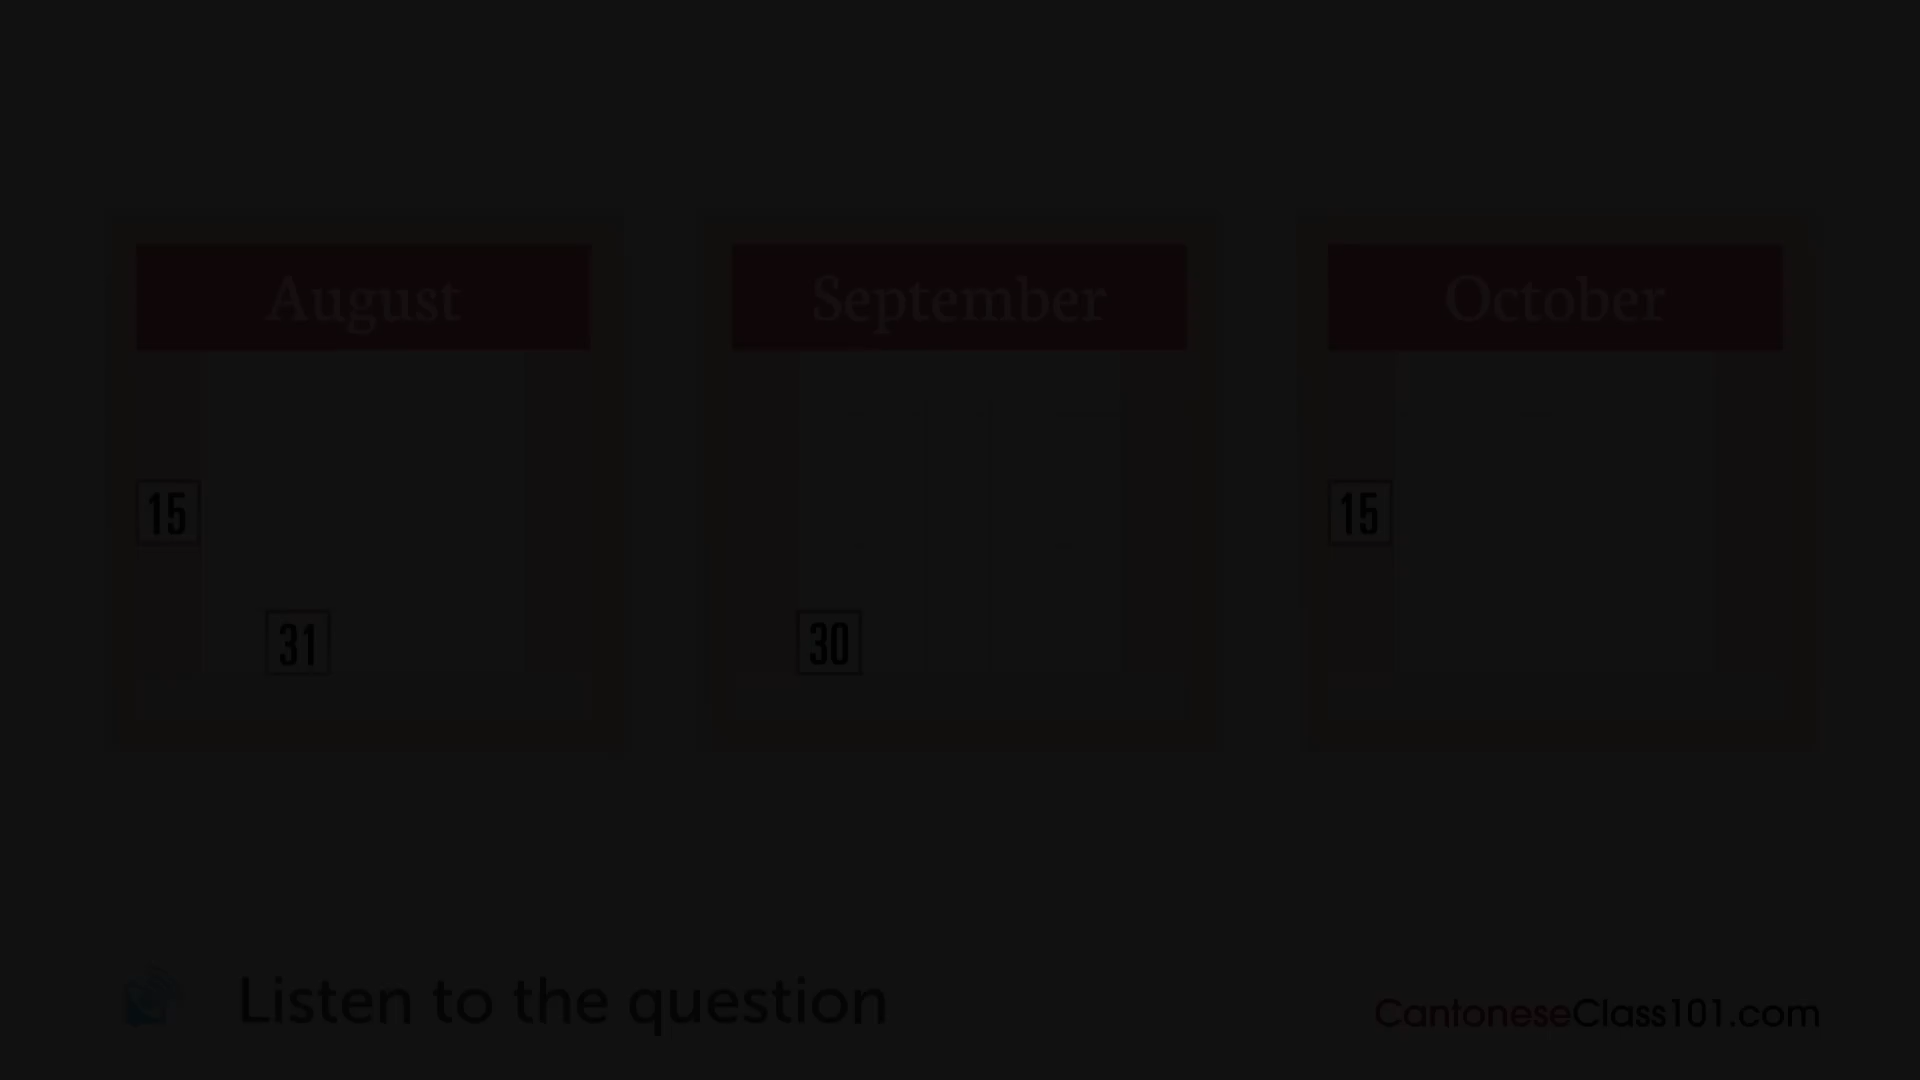 August
September
October
15
15
31
30
Listen to the question
CantoneseClass101.com